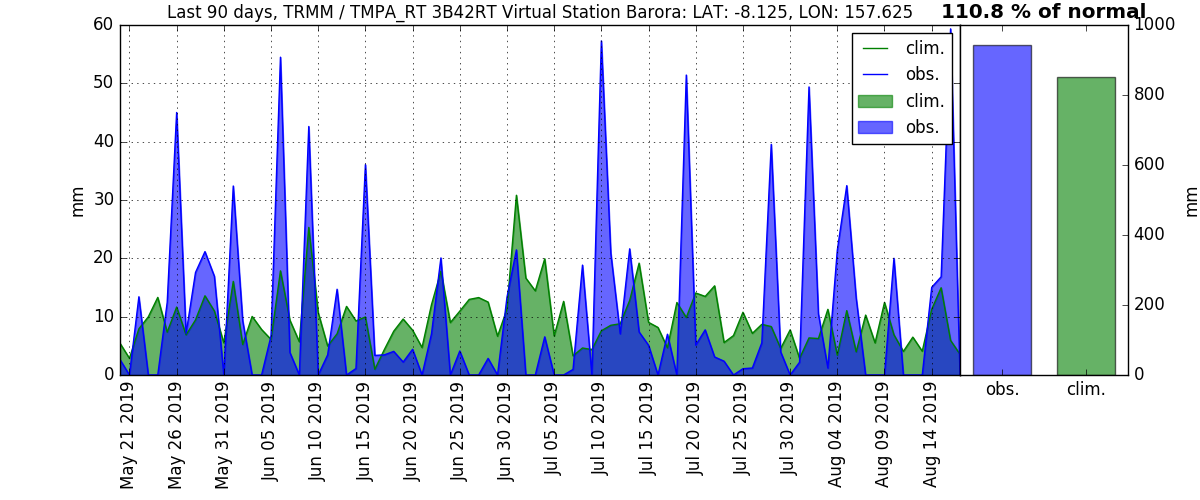 Last 90 days, TRMM / TMPA_RT 3B42RT Virtual Station Barora: LAT: -8.125, LON: 157.625
110.8 % of normal
60
50
40
30
20
10
0
mm
clim.
obs.
clim.
obs.
1000
800
600
400
200
0
mm
obs.
clim.
May 21 2019
May 26 2019
May 31 2019
Jun 05 2019
Jun 10 2019
Jun 15 2019
Jun 20 2019
Jun 25 2019
Jun 30 2019
Jul 05 2019
Jul 10 2019
Jul 15 2019
Jul 20 2019
Jul 25 2019
Jul 30 2019
Aug 04 2019
Aug 09 2019
Aug 14 2019